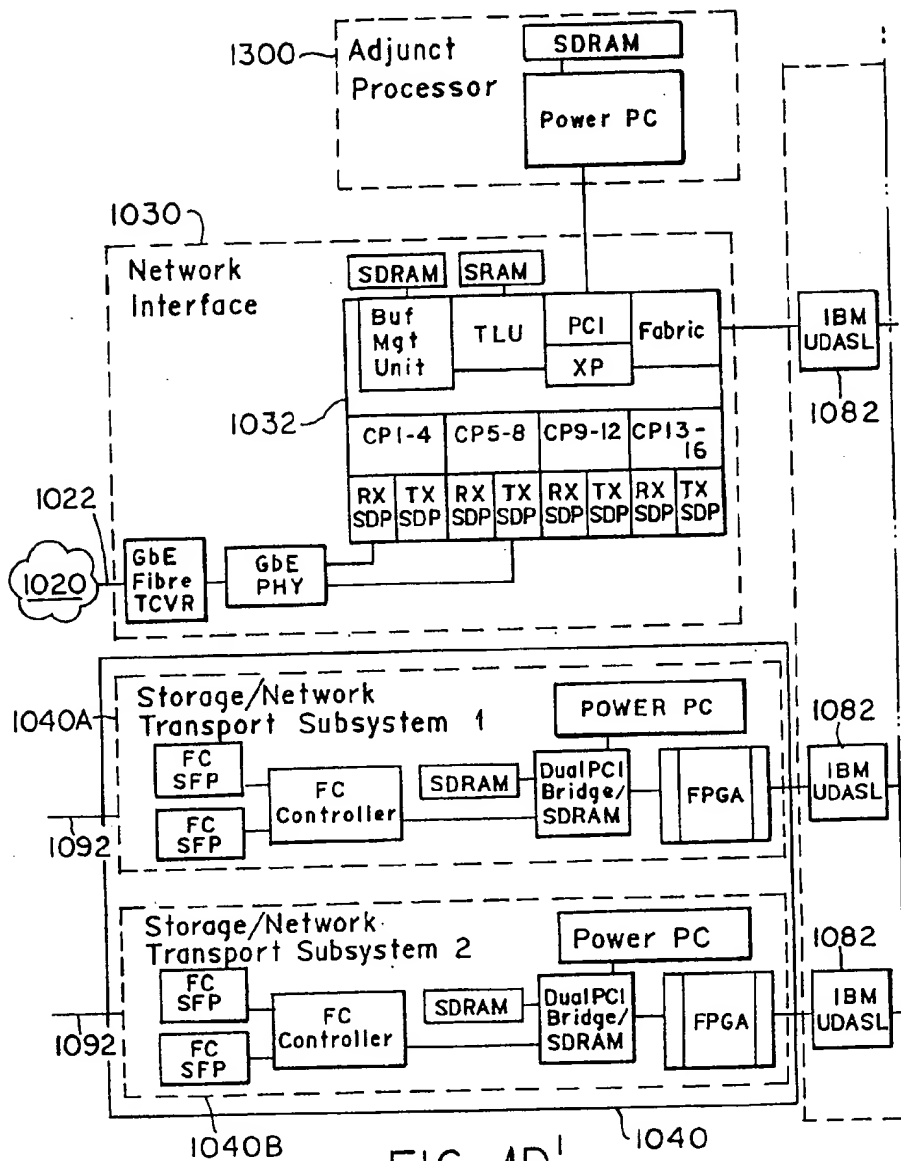 1300
Adjunct
Processor
SDRAM
Power PC
1030
Network
Interface
SDRAM
SRAM
Buf
Mgt
Unit
TLU
PCI
XP
Fabric
IBM
UDASL
1082
1032
CP1-4
CP5-8
CP9-12
CP13-
16
RX
SDP
TX
SDP
RX
SDP
TX
SDP
RX
SDP
TX
SDP
RX
SDP
TX
SDP
1022
1020
GbE
Fibre
TCVR
GbE
PHY
Storage/Network
Transport Subsystem 1
1040A
POWER PC
1082
FC
SFP
FC
SFP
FC
Controller
SDRAM
DualPCI
Bridge/
SDRAM
FPGA
IBM
UDASL
1092
Storage/Network
Transport Subsystem 2
Power PC
1082
FC
SFP
FC
SFP
FC
Controller
SDRAM
DualPCI
Bridge/
SDRAM
FPGA
IBM
UDASL
1092
1040B
1040